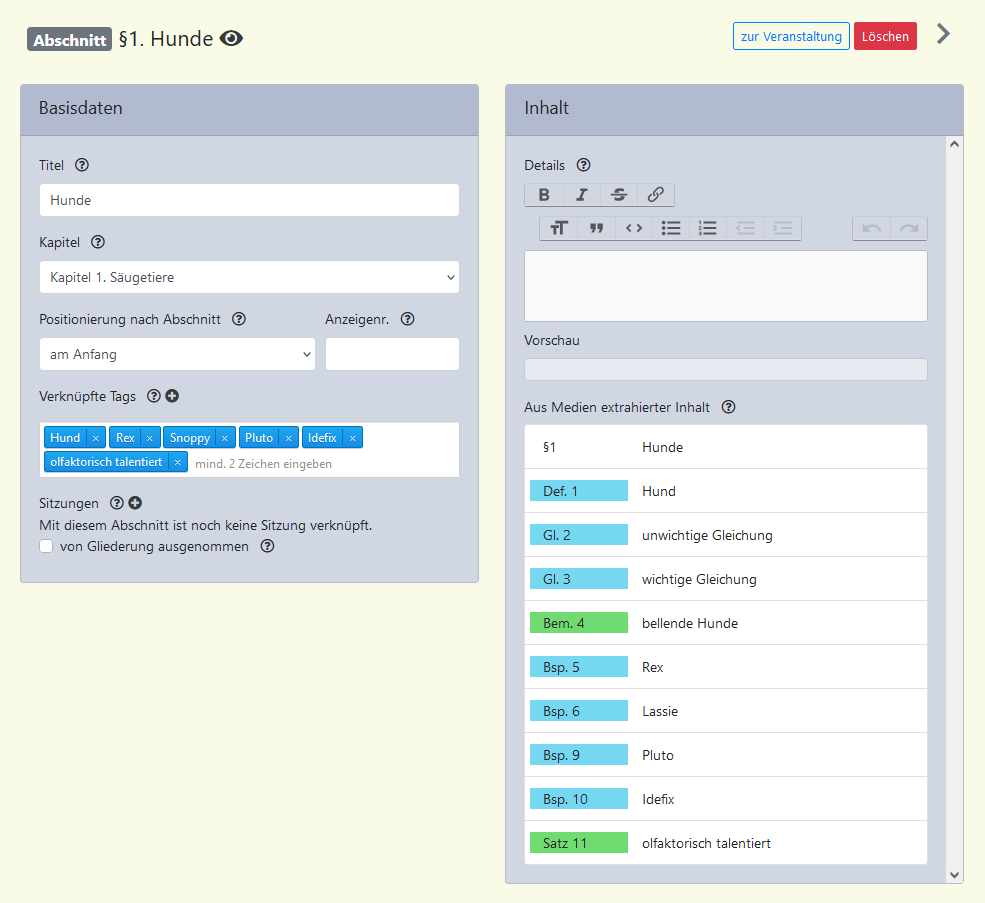 Abschnitt §1. Hunde
zur Veranstaltung
Löschen
Basisdaten
Titel
Hunde
Kapitel
Kapitel 1. Säugetiere
Positionierung nach Abschnitt
Anzeigenr.
am Anfang
Verknüpfte Tags
Hund × Rex × Snoppy × Pluto × Idefix ×
olfaktorisch talentiert × mind. 2 Zeichen eingeben
Sitzungen
Mit diesem Abschnitt ist noch keine Sitzung verknüpft.
von Gliederung ausgenommen
Inhalt
Details
Vorschau
Aus Medien extrahierter Inhalt
§1 Hunde
Def. 1 Hund
Gl. 2 unwichtige Gleichung
Gl. 3 wichtige Gleichung
Bem. 4 bellende Hunde
Bsp. 5 Rex
Bsp. 6 Lassie
Bsp. 9 Pluto
Bsp. 10 Idefix
Satz 11 olfaktorisch talentiert